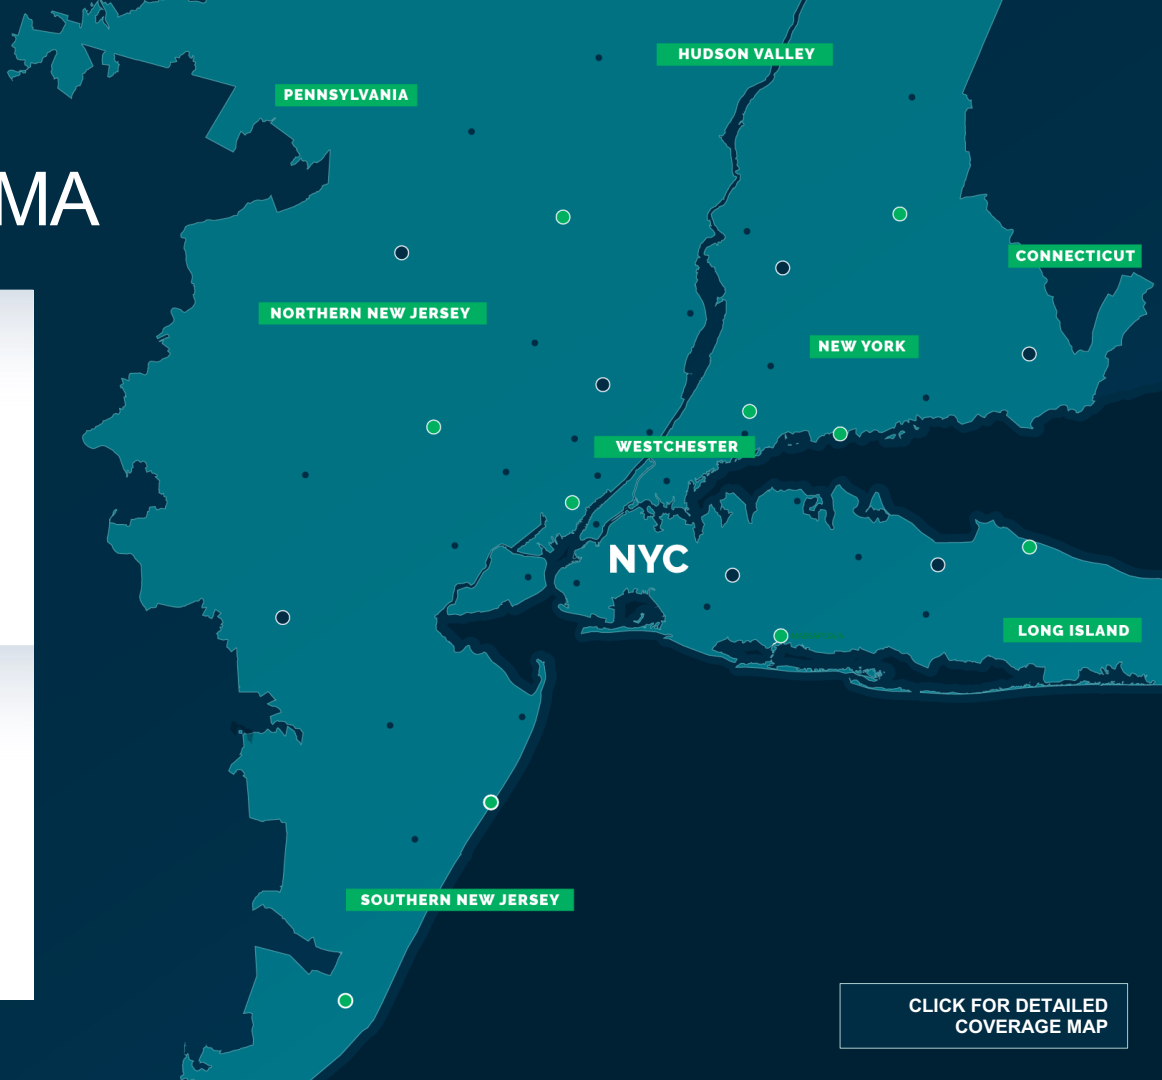 HUDSON VALLEY
PENNSYLVANIA
MA
CONNECTICUT
NORTHERN NEW JERSEY
NEW YORK
WESTCHESTER
NYC
LONG ISLAND
SOUTHERN NEW JERSEY
CLICK FOR DETAILED
COVERAGE MAP